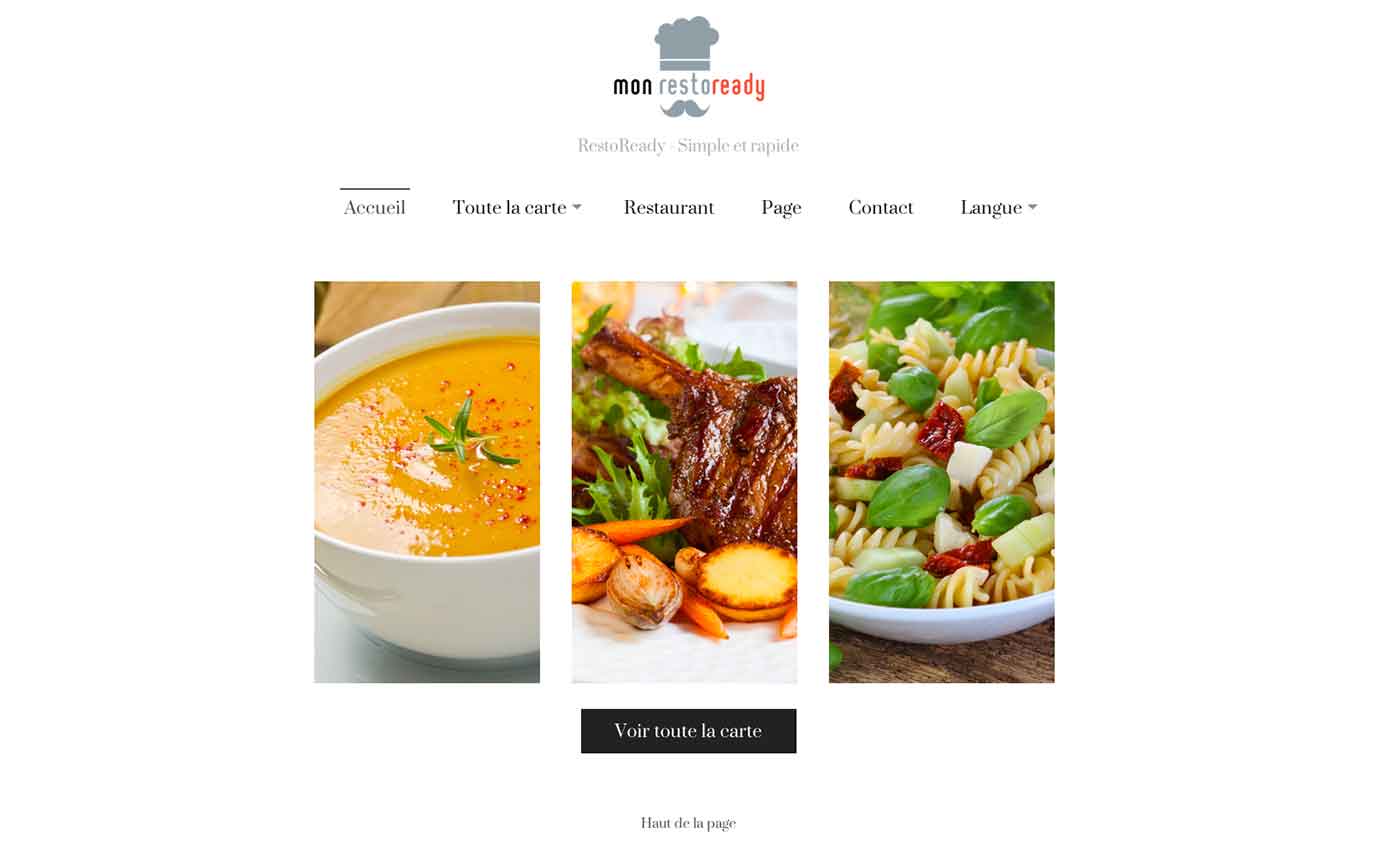 mon restoready
RestoReady - Simple et rapide
Accueil Toute la carte Restaurant Page Contact Langue
Voir toute la carte
Haut de la page